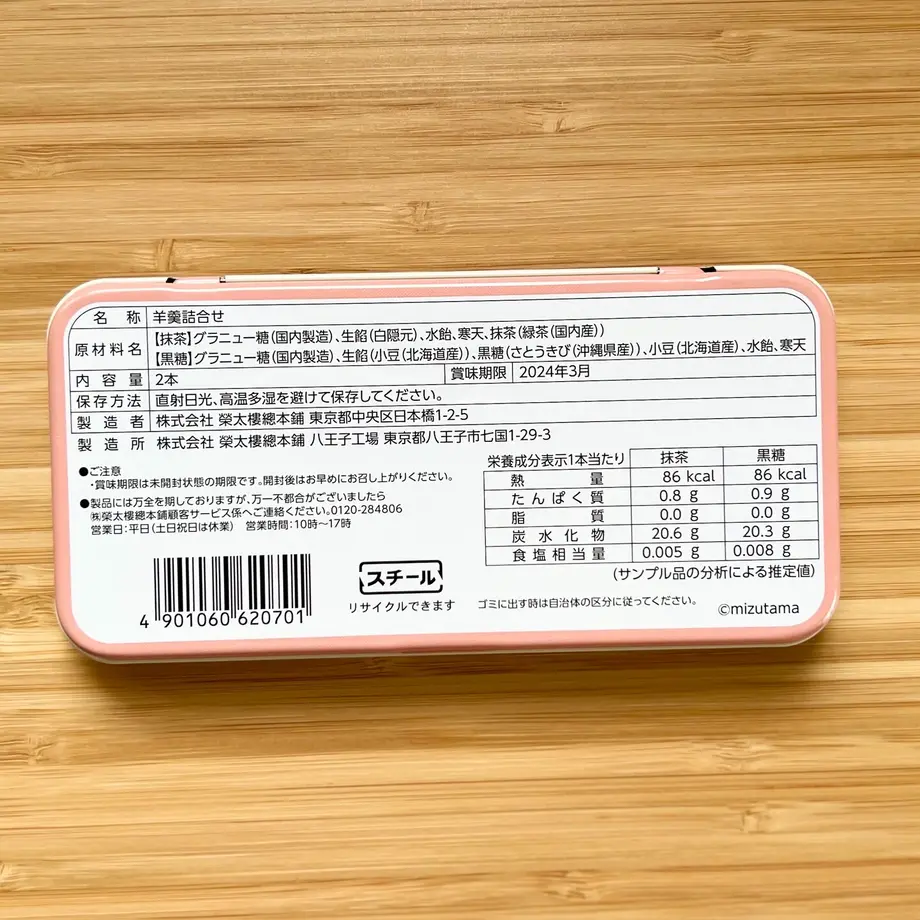 名称 羊羹詰合せ
原材料名 【抹茶】グラニュー糖(国内製造)、生餡(白隠元)、水飴、寒天、抹茶(緑茶(国内産))
【黒糖】グラニュー糖(国内製造)、生餡(小豆(北海道産))、黒糖(さとうきび(沖縄県産))、小豆(北海道産)、水飴、寒天
内容量 2本 賞味期限 2024年3月
保存方法 直射日光、高温多湿を避けて保存してください。
製造者 株式会社 榮太樓總本鋪 東京都中央区日本橋1-2-5
製造所 株式会社 榮太樓總本鋪 八王子工場 東京都八王子市七国1-29-3
●ご注意
・賞味期限は未開封状態の期限です。開封後はお早めにお召し上がりください。
●製品には万全を期しておりますが、万一不都合がございましたら
㈱榮太樓總本鋪顧客サービス係へご連絡ください。0120-284806
営業日:平日(土日祝日は休業) 営業時間:10時〜17時
栄養成分表示1本当たり 抹茶 黒糖
熱量 86 kcal 86 kcal
たんぱく質 0.8 g 0.9 g
脂質 0.0 g 0.0 g
炭水化物 20.6 g 20.3 g
食塩相当量 0.005 g 0.008 g
(サンプル品の分析による推定値)
4 901060 620701
スチール
リサイクルできます
ゴミに出す時は自治体の区分に従ってください。
©mizutama